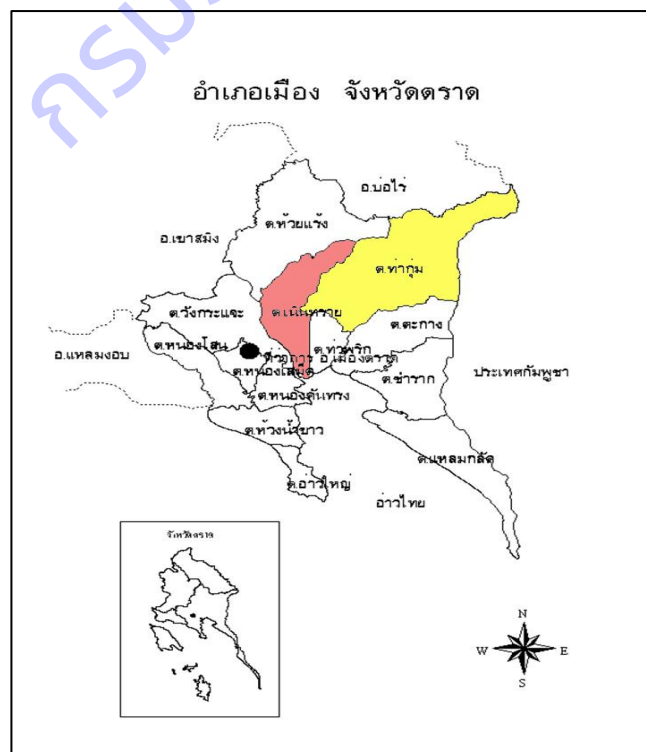 อำเภอเมือง จังหวัดตราด
อ.บ่อไร่
ต.ห้วยแร้ง
อ.เขาสมิง
ต.ท่ากุ่ม
ต.วังกระแจะ
ต.เนินทราย
ต.ตะกาง
ต.หนองโสน
ต.ท่าพริก
อ.แหลมงอบ
ที่ว่าการ อ.เมืองตราด
ต.หนองเสม็ด
ต.ชำราก
ประเทศกัมพูชา
ต.หนองคันทรง
ต.ห้วงน้ำขาว
ต.แหลมกลัด
ต.อ่าวใหญ่
อ่าวไทย
จังหวัดตราด
N
W
E
S